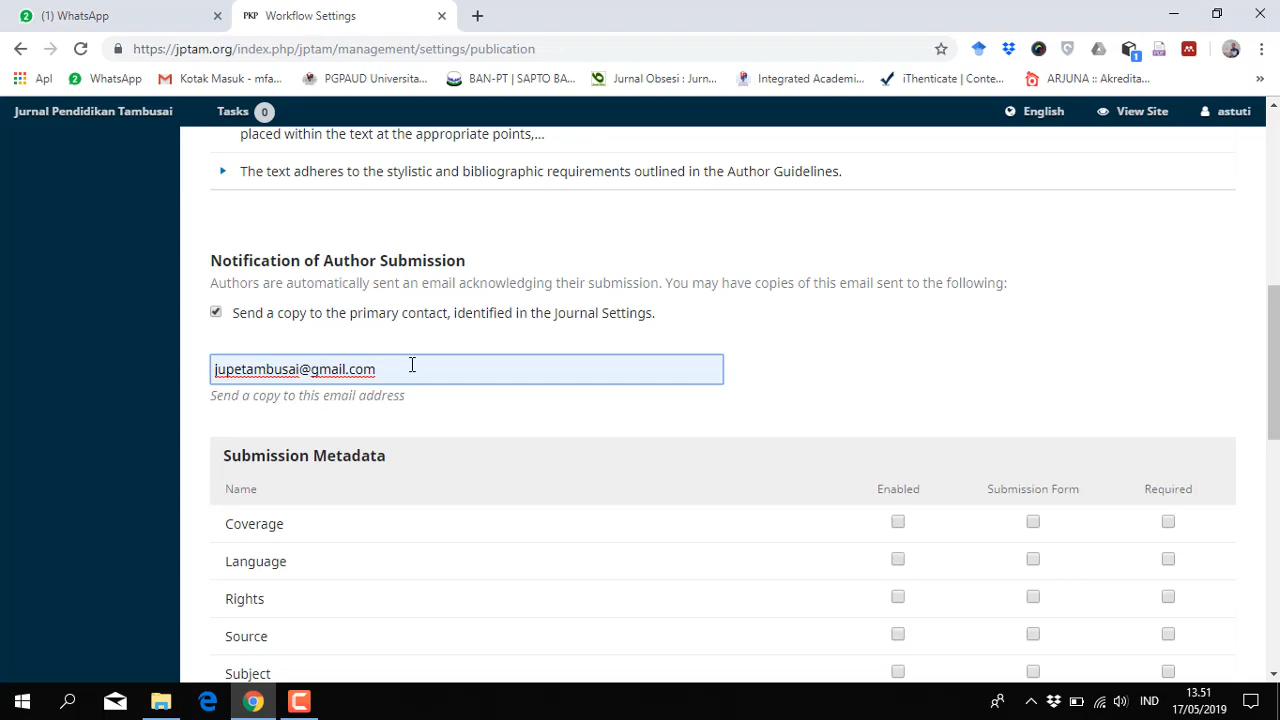 (1) WhatsApp
PKP Workflow Settings
https://jptam.org/index.php/jptam/management/settings/publication
Apl
WhatsApp
Kotak Masuk - mfa...
PGPAUD Universita...
BAN-PT | SAPTO BA...
Jurnal Obsesi : Jurn...
Integrated Academi...
iThenticate | Conte...
ARJUNA :: Akredita...
Jurnal Pendidikan Tambusai
Tasks 0
English
View Site
astuti
placed within the text at the appropriate points,...
The text adheres to the stylistic and bibliographic requirements outlined in the Author Guidelines.
Notification of Author Submission
Authors are automatically sent an email acknowledging their submission. You may have copies of this email sent to the following:
Send a copy to the primary contact, identified in the Journal Settings.
jupetambusai@gmail.com
Send a copy to this email address
Submission Metadata
Name Enabled Submission Form Required
Coverage
Language
Rights
Source
Subject
IND
13.51
17/05/2019